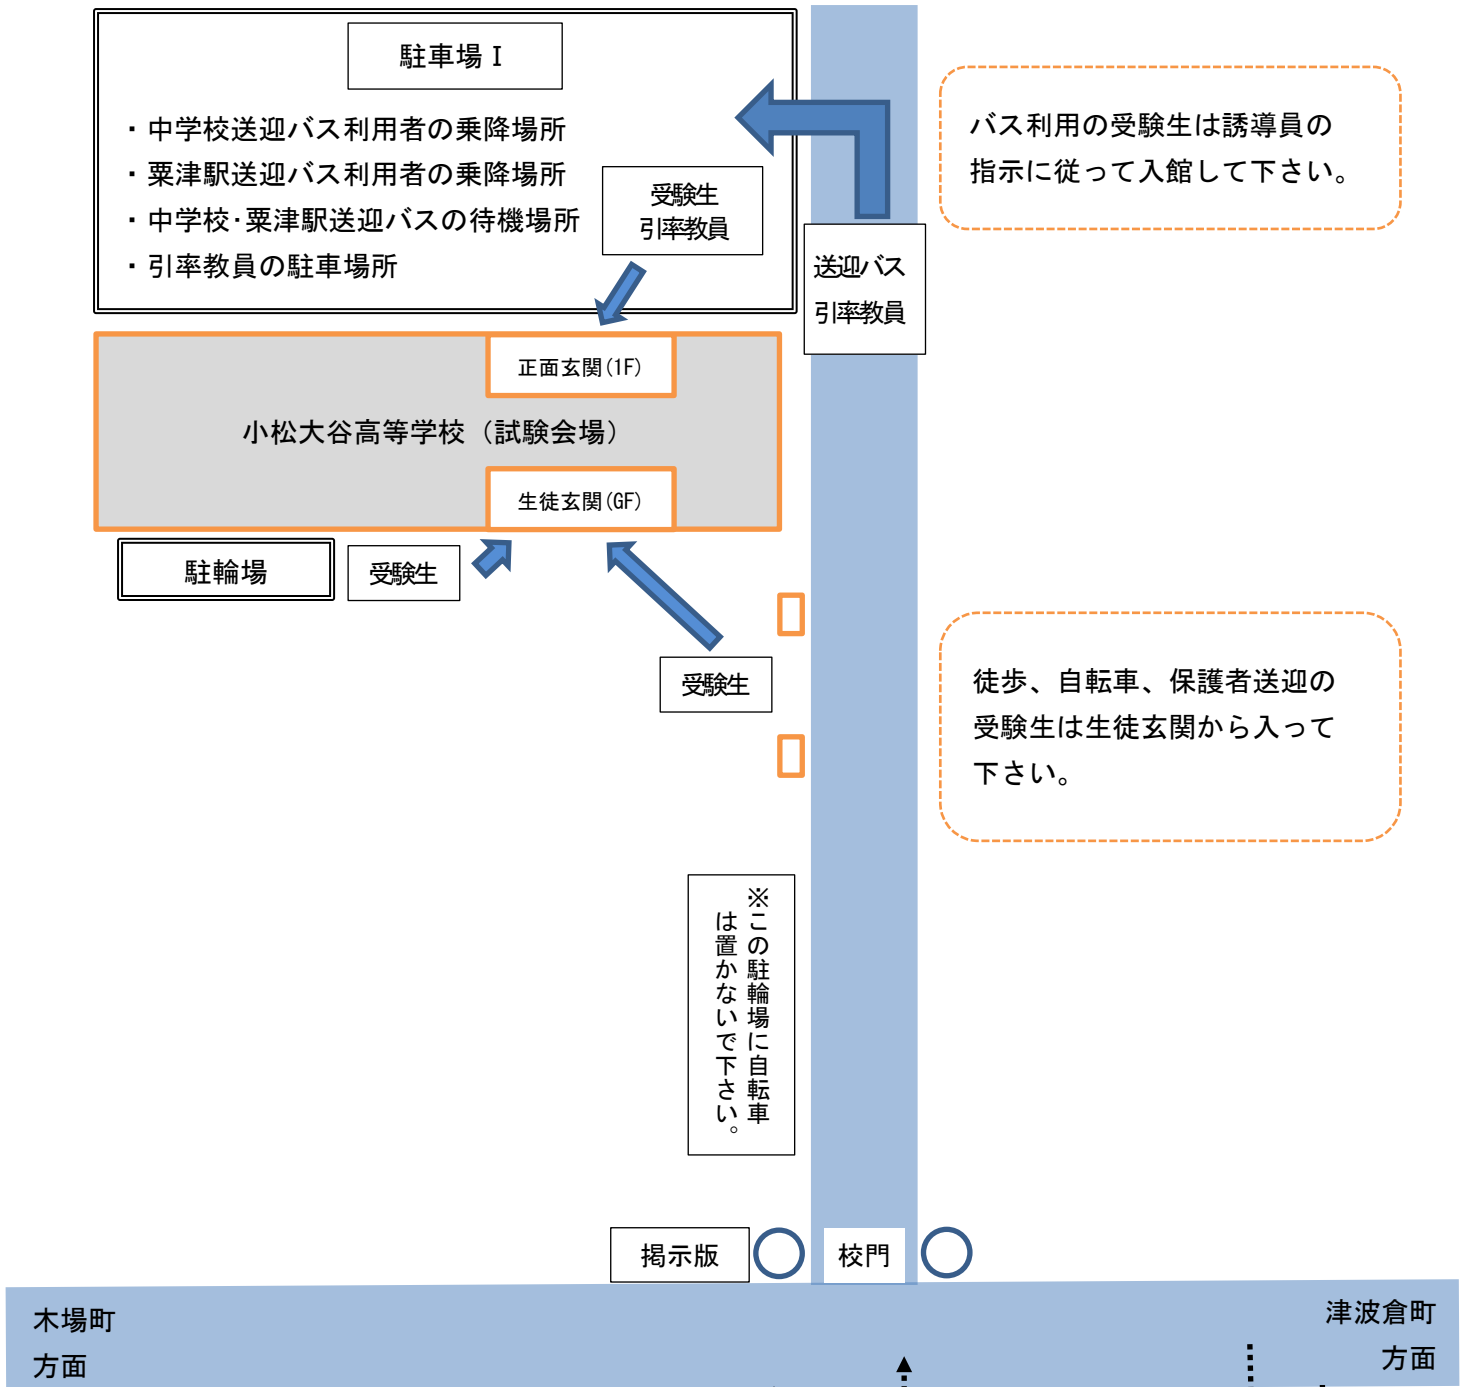 駐車場Ⅰ
・中学校送迎バス利用者の乗降場所
・粟津駅送迎バス利用者の乗降場所
・中学校・粟津駅送迎バスの待機場所
・引率教員の駐車場所
受験生
引率教員
送迎バス
引率教員
バス利用の受験生は誘導員の
指示に従って入館して下さい。
正面玄関(1F)
小松大谷高等学校（試験会場）
生徒玄関(GF)
駐輪場
受験生
受験生
徒歩、自転車、保護者送迎の
受験生は生徒玄関から入って
下さい。
※この駐輪場に自転車
は置かないで下さい。
掲示版
校門
木場町
方面
津波倉町
方面